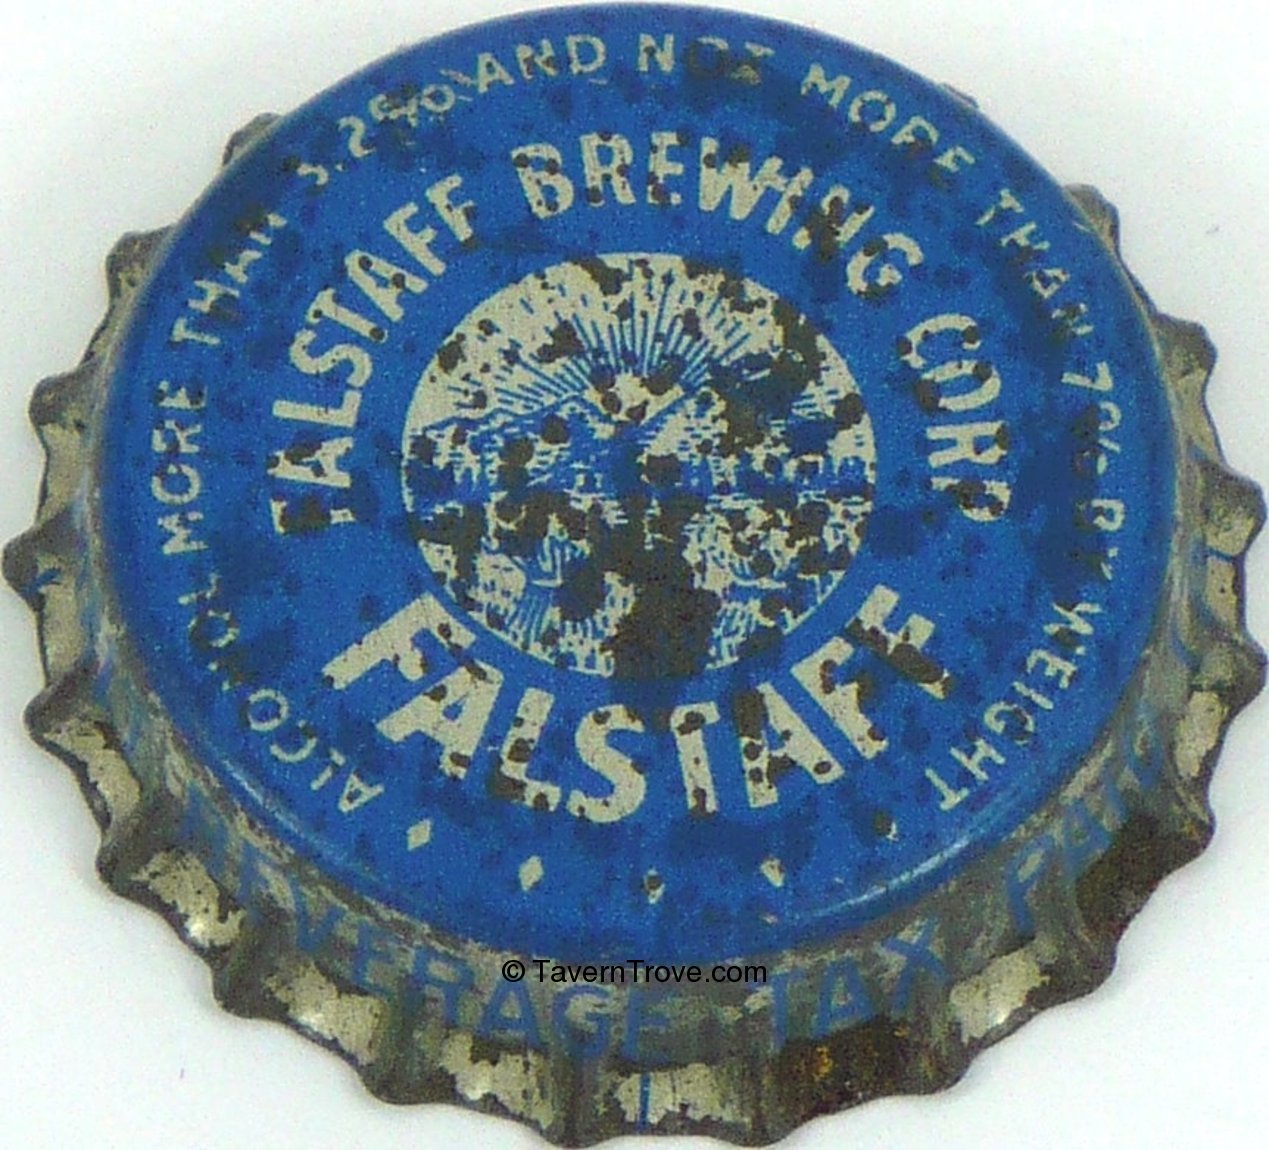 ALCOHOL MORE THAN 3.2% AND NOT MORE THAN 7% BY WEIGHT
FALSTAFF BREWING CORP
FALSTAFF
BEVERAGE TAX PAID
© TavernTrove.com